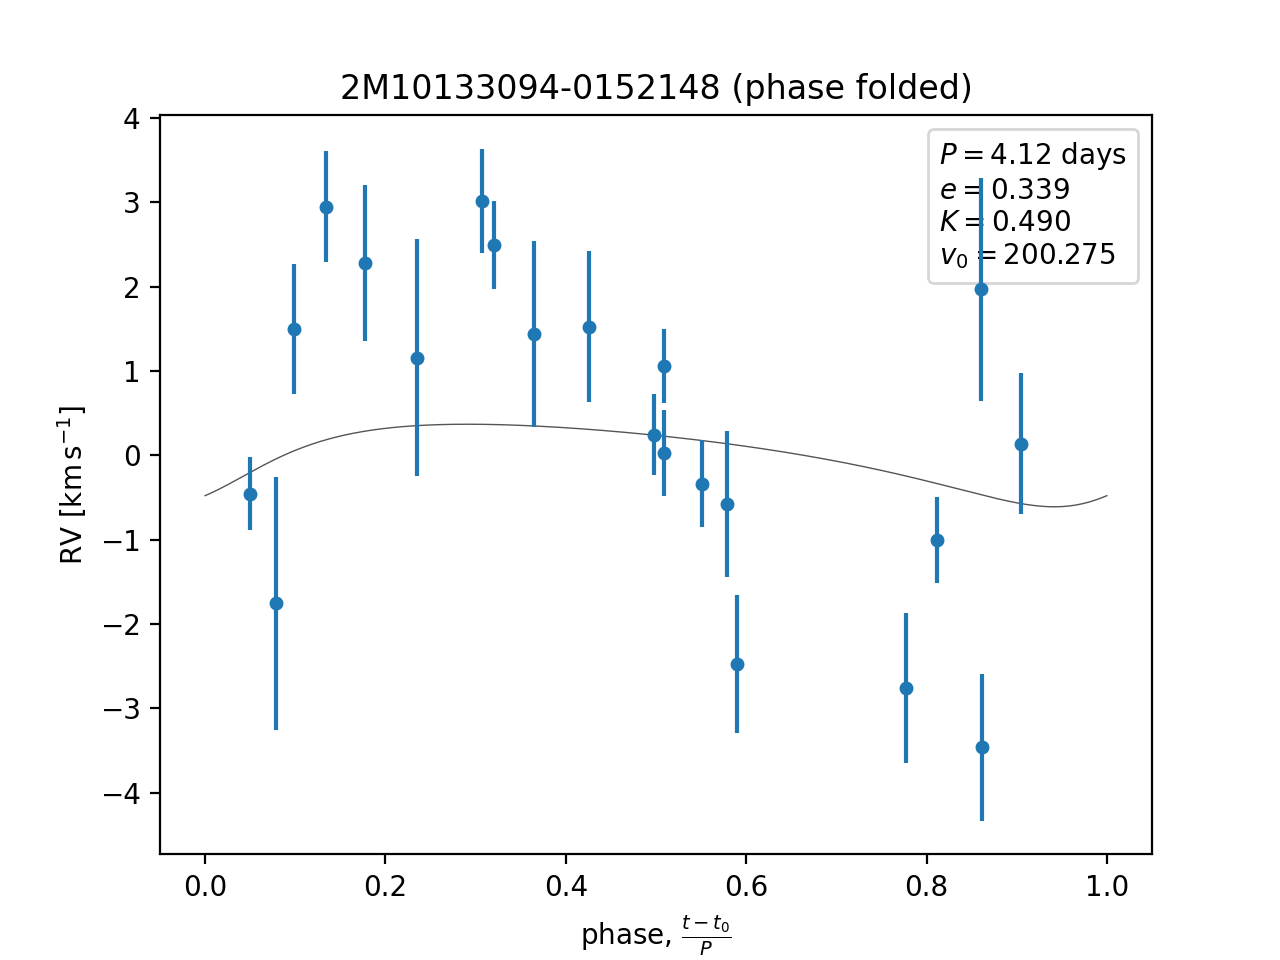 2M10133094-0152148 (phase folded)
P = 4.12 days
e = 0.339
K = 0.490
v₀ = 200.275
RV [km s⁻¹]
4
3
2
1
0
−1
−2
−3
−4
0.0 0.2 0.4 0.6 0.8 1.0
phase, (t − t₀)/P